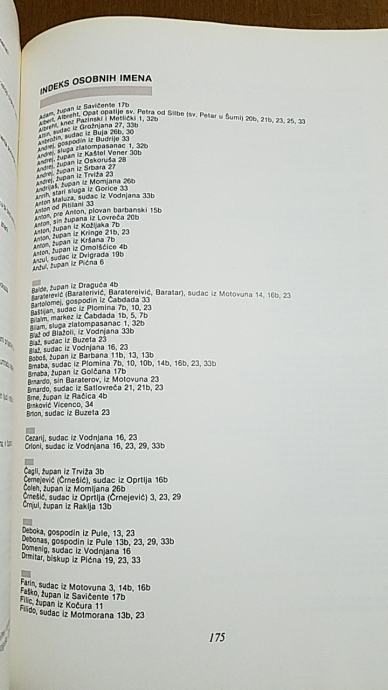 INDEKS OSOBNIH IMENA
Adam, župan iz Savičente 17b
Albert, Albreht, Opat opatije sv. Petra od Silbe (sv. Petar u Šumi) 20b, 21b, 23, 25, 33
Albreht, knez Pazinski i Metlički 1, 32b
Amin, sudac iz Grožnjana 27, 33b
Ambrožin, sudac iz Buja 26b, 30
Andrej, gospodin iz Budrije 33
Andrej, sluga zlatompasanac 1, 32b
Andrej, župan iz Kaštel Vener 30b
Andrej, župan iz Oskoruša 28
Andrej, župan iz Srbara 27
Andrej, župan iz Trviža 23
Andrijaš, župan iz Momjana 26b
Anrih, stari sluga iz Gorice 33
Anton Maluza, sudac iz Vodnjana 33b
Anton od Pitilani 33
Anton, pre Anton, plovan barbanski 15b
Anton, sin župana iz Lovreča 20b
Anton, župan iz Kožljaka 7b
Anton, župan iz Kringe 21b, 23
Anton, župan iz Kršana 7b
Anton, župan iz Omošćice 4b
Anzul, sudac iz Dvigrada 19b
Anžul, župan iz Pićna 6
Balde, župan iz Draguća 4b
Bararerević (Baraterivić, Baratereivić, Baratar), sudac iz Motovuna 14, 16b, 23
Bartolomej, gospodin iz Čabdada 33
Baštijan, sudac iz Plomina 7b, 10, 23
Bilalm, markez iz Čabdada 1b, 5, 7b
Bilam, sluga zlatompasanac 1, 32b
Blaž od Blažoli, iz Vodnjana 33b
Blaž, sudac iz Buzeta 23
Blaž, sudac iz Vodnjana 16, 23
Boboš, župan iz Barbana 11b, 13, 13b
Brnaba, sudac iz Plomina 7b, 10, 10b, 14b, 16b, 23, 33b
Brnaba, župan iz Golčana 17b
Brnardo, sin Baraterov, iz Motovuna 23
Brnardo, sudac iz Satlovreča 21, 21b, 23
Brne, župan iz Račica 4b
Brnković Vicenco, 34
Brlon, sudac iz Buzeta 23
Cezarij, sudac iz Vodnjana 16, 23
Crloni, sudac iz Vodnjana 16, 23, 29, 33b
Čagli, župan iz Trviža 3b
Černejević (Črnešić), sudac iz Oprtlja 16b
Čoleh, župan iz Momljana 26b
Črnešić, sudac iz Oprtlja (Črnejević) 3, 23, 29
Črnjul, župan iz Raklja 13b
Deboka, gospodin iz Pule, 13, 23
Debonas, gospodin iz Pule 13b, 23, 29, 33b
Domenig, sudac iz Vodnjana 16
Drmitar, biskup iz Pićna 19, 23, 33
Farin, sudac iz Motovuna 3, 14b, 16b
Faško, župan iz Savičente 17b
Filic, župan iz Kočura 11
Filido, sudac iz Motmorana 13b, 23
175